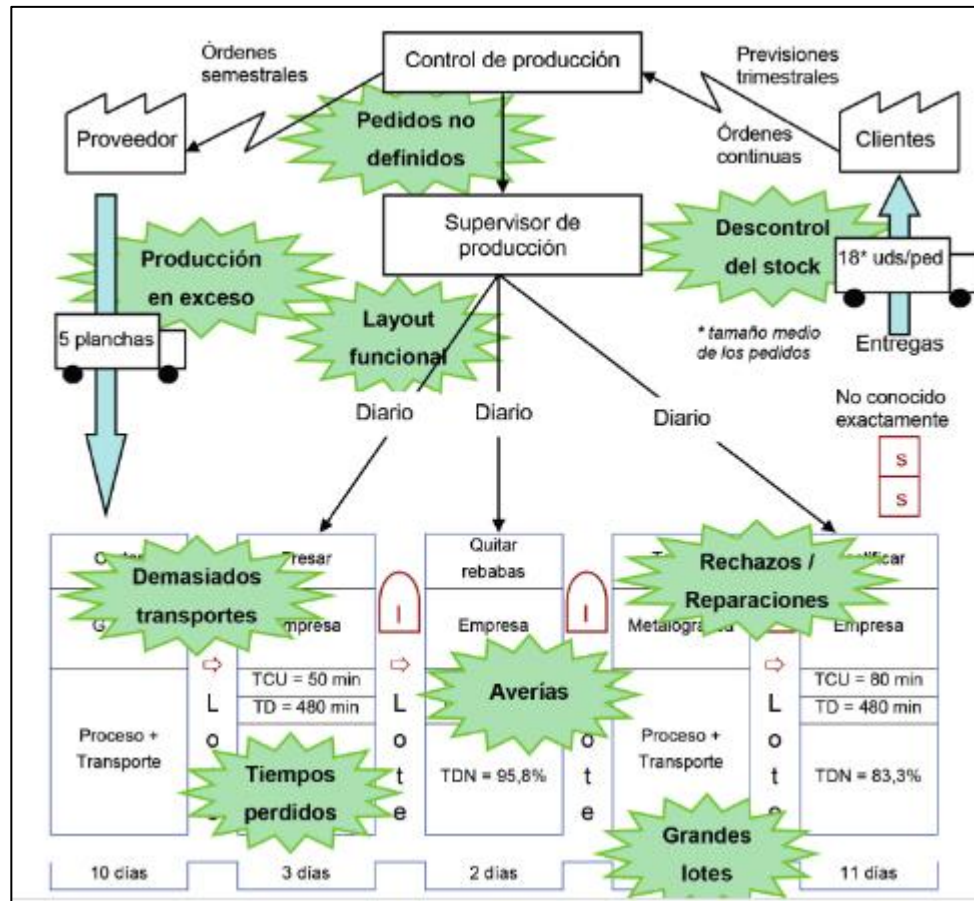 Órdenes
semestrales
Control de producción
Previsiones
trimestrales
Proveedor
Pedidos no
definidos
Órdenes
continuas
Clientes
Supervisor de
producción
Descontrol
del stock
18* uds/ped
Producción
en exceso
5 planchas
Layout
funcional
* tamaño medio
de los pedidos
Entregas
Diario
Diario
Diario
No conocido
exactamente
s
s
Quitar
rebabas
Demasiados
transportes
Rechazos /
Reparaciones
I
I
Empresa
Empresa
TCU = 50 min
TD = 480 min
Averías
TCU = 80 min
TD = 480 min
Proceso +
Transporte
Lote
Tiempos
perdidos
TDN = 95,8%
Proceso +
Transporte
Lote
TDN = 83,3%
Grandes
lotes
10 días
3 días
2 días
11 días